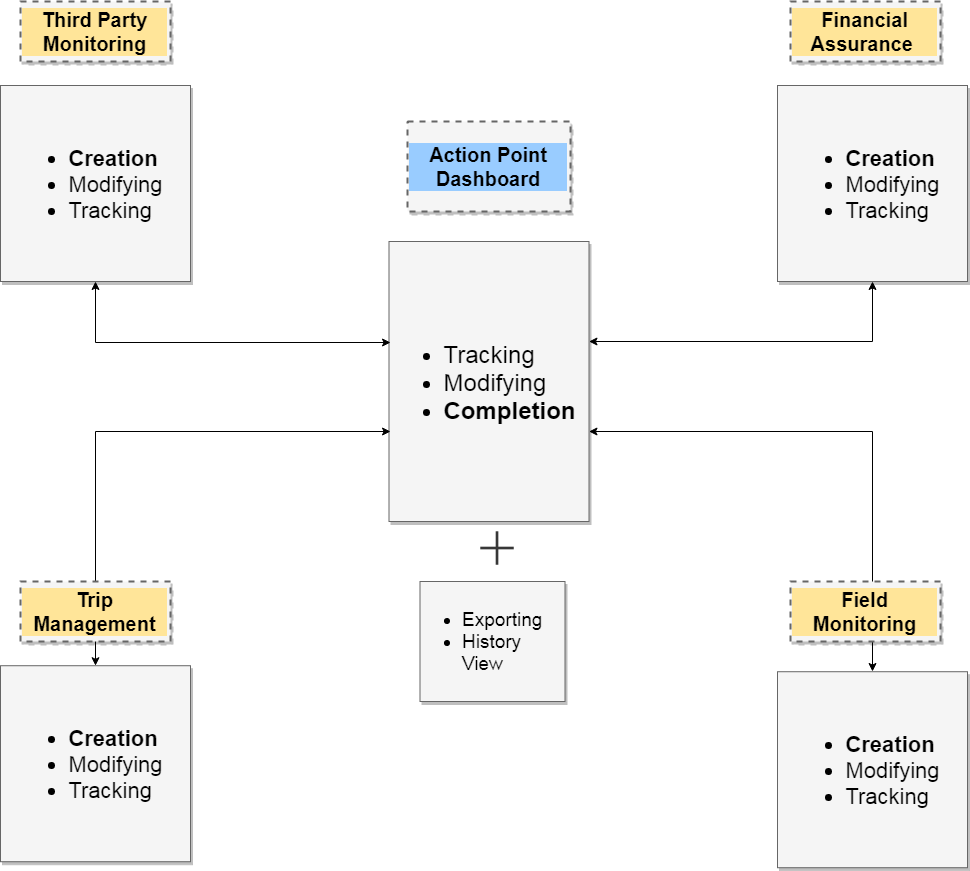 Third Party
Monitoring
• Creation
• Modifying
• Tracking
Financial
Assurance
• Creation
• Modifying
• Tracking
Action Point
Dashboard
• Tracking
• Modifying
• Completion
• Exporting
• History
View
Trip
Management
• Creation
• Modifying
• Tracking
Field
Monitoring
• Creation
• Modifying
• Tracking